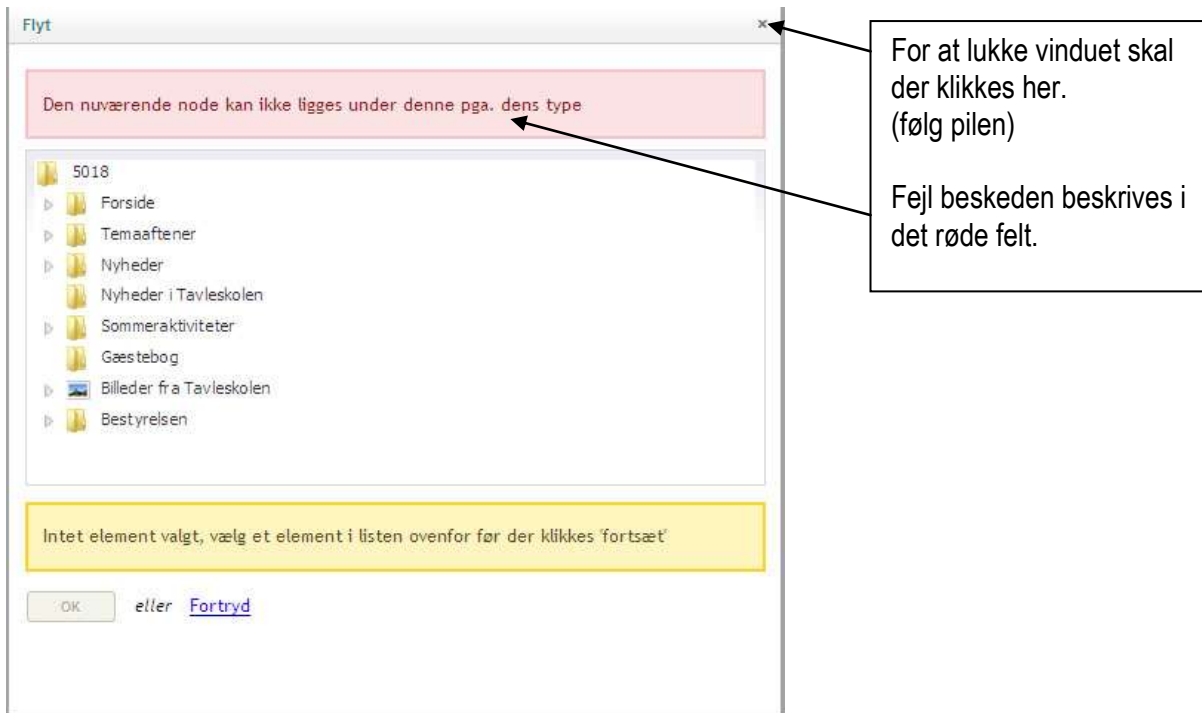 Flyt
Den nuværende node kan ikke ligges under denne pga. dens type
5018
Forside
Temaaftener
Nyheder
Nyheder i Tavleskolen
Sommeraktiviteter
Gæstebog
Billeder fra Tavleskolen
Bestyrelsen
Intet element valgt, vælg et element i listen ovenfor før der klikkes 'fortsæt'
OK eller Fortryd
For at lukke vinduet skal
der klikkes her.
(følg pilen)
Fejl beskeden beskrives i
det røde felt.